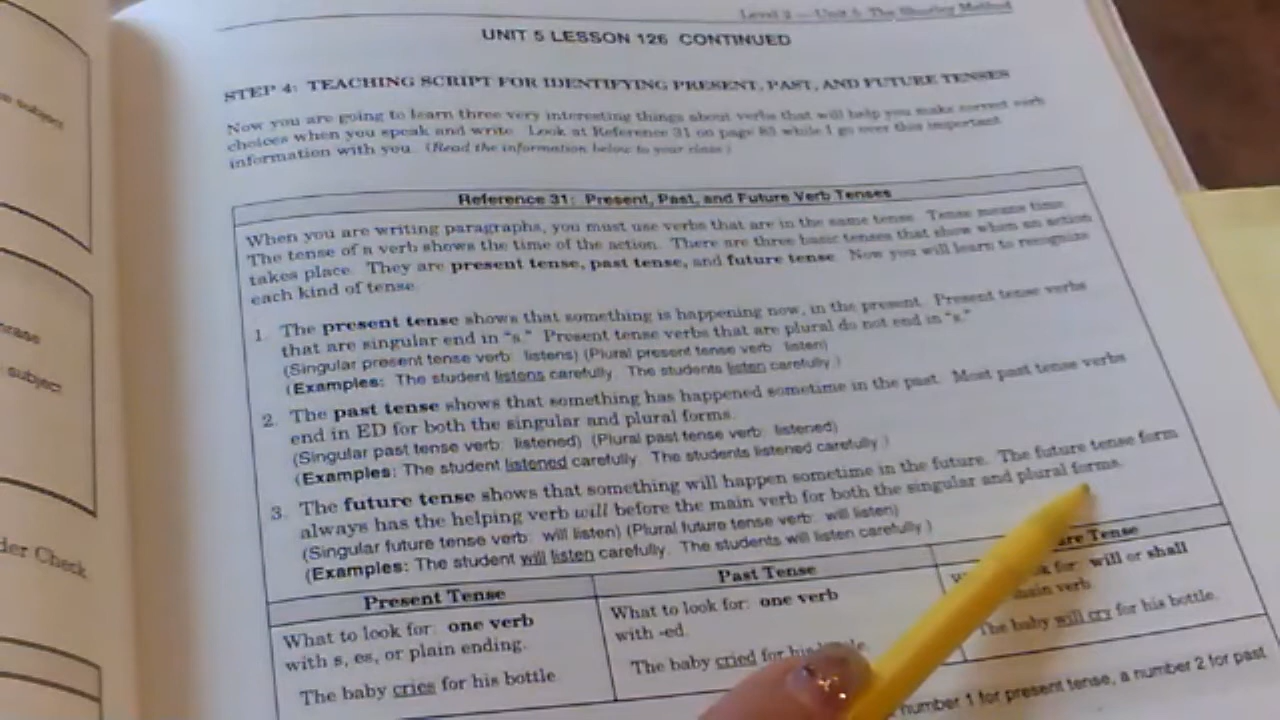 e subject
hrase
subject
der Check
Level 2 — Unit 5 The Sharing Method
UNIT 5 LESSON 126 CONTINUED
STEP 4: TEACHING SCRIPT FOR IDENTIFYING PRESENT, PAST, AND FUTURE TENSES
Now you are going to learn three very interesting things about verbs that will help you make correct verb
choices when you speak and write. Look at Reference 31 on page 83 while I go over this important
information with you. (Read the information below to your class.)
Reference 31: Present, Past, and Future Verb Tenses
When you are writing paragraphs, you must use verbs that are in the same tense. Tense means time.
The tense of a verb shows the time of the action. There are three basic tenses that show when an action
takes place. They are present tense, past tense, and future tense. Now you will learn to recognize
each kind of tense.
1. The present tense shows that something is happening now, in the present. Present tense verbs
that are singular end in “s.” Present tense verbs that are plural do not end in “s.”
(Singular present tense verb: listens) (Plural present tense verb: listen)
(Examples: The student listens carefully. The students listen carefully.)
2. The past tense shows that something has happened sometime in the past. Most past tense verbs
end in ED for both the singular and plural forms.
(Singular past tense verb: listened) (Plural past tense verb: listened)
(Examples: The student listened carefully. The students listened carefully.)
3. The future tense shows that something will happen sometime in the future. The future tense form
always has the helping verb will before the main verb for both the singular and plural forms.
(Singular future tense verb: will listen) (Plural future tense verb: will listen)
(Examples: The student will listen carefully. The students will listen carefully.)
Present Tense
What to look for: one verb
with s, es, or plain ending.
The baby cries for his bottle
Past Tense
What to look for: one verb
with -ed.
The baby cried for his
ure Tense
for: will or shall
main verb.
The baby will cry for his bottle.
number 1 for present tense, a number 2 for past